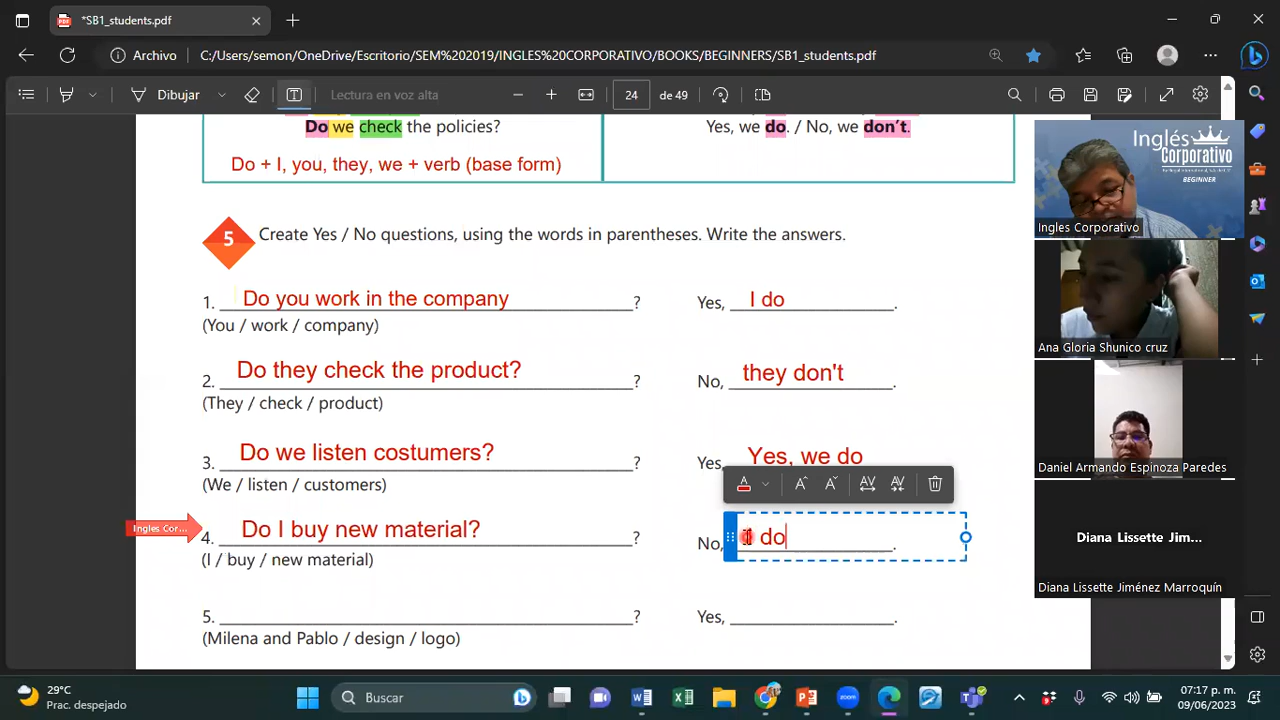 *SB1_students.pdf
Archivo
C:/Users/semon/OneDrive/Escritorio/SEM%202019/INGLES%20CORPORATIVO/BOOKS/BEGINNERS/SB1_students.pdf
Dibujar
Lectura en voz alta
24
de 49
Do we check the policies?
Yes, we do. / No, we don't.
Do + I, you, they, we + verb (base form)
5
Create Yes / No questions, using the words in parentheses. Write the answers.
1. Do you work in the company ?
Yes, I do .
(You / work / company)
2. Do they check the product? ?
No, they don't .
(They / check / product)
3. Do we listen costumers? ?
Yes, Yes, we do
(We / listen / customers)
Ingles Cor...
4. Do I buy new material? ?
No, I do .
(I / buy / new material)
5. ?
Yes, .
(Milena and Pablo / design / logo)
Inglés
Corporativo
BEGINNER
Ingles Corporativo
Ana Gloria Shunico cruz
Daniel Armando Espinoza Paredes
Diana Lissette Jim...
Diana Lissette Jiménez Marroquín
29°C
Prac. despejado
Buscar
07:17 p. m.
09/06/2023